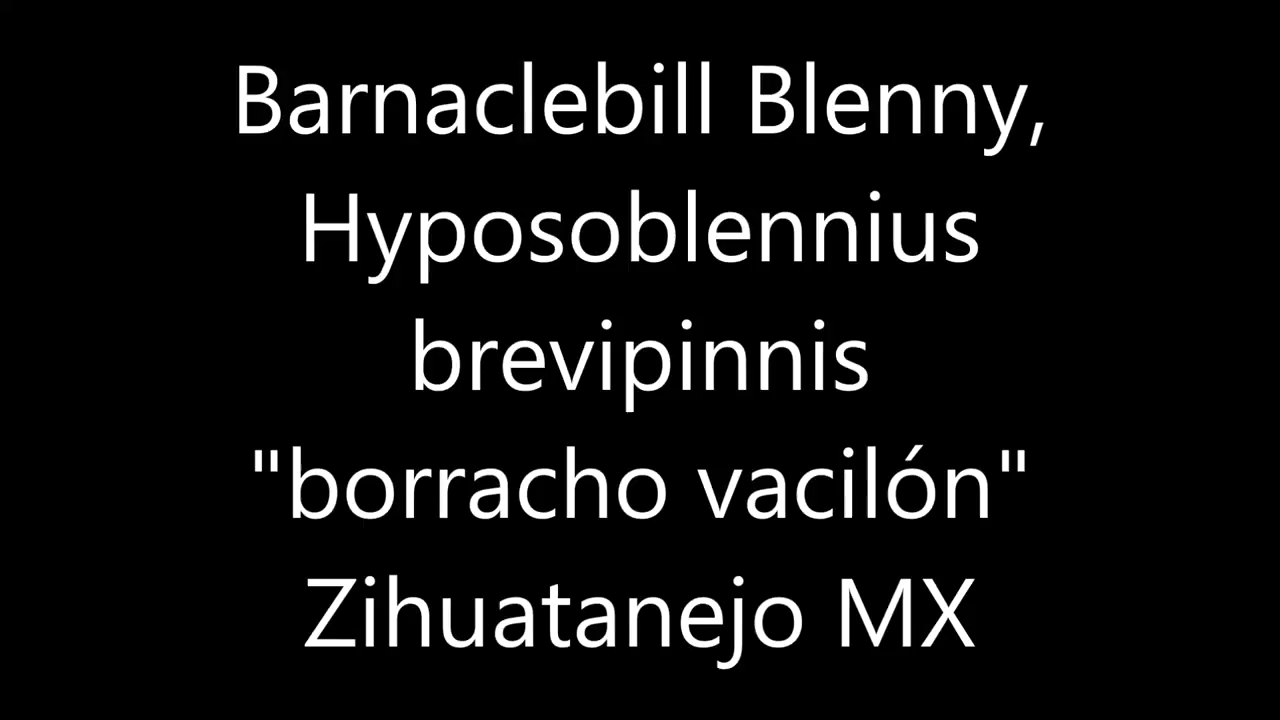 Barnaclebill Blenny,
Hyposoblennius
brevipinnis
"borracho vacilón"
Zihuatanejo MX